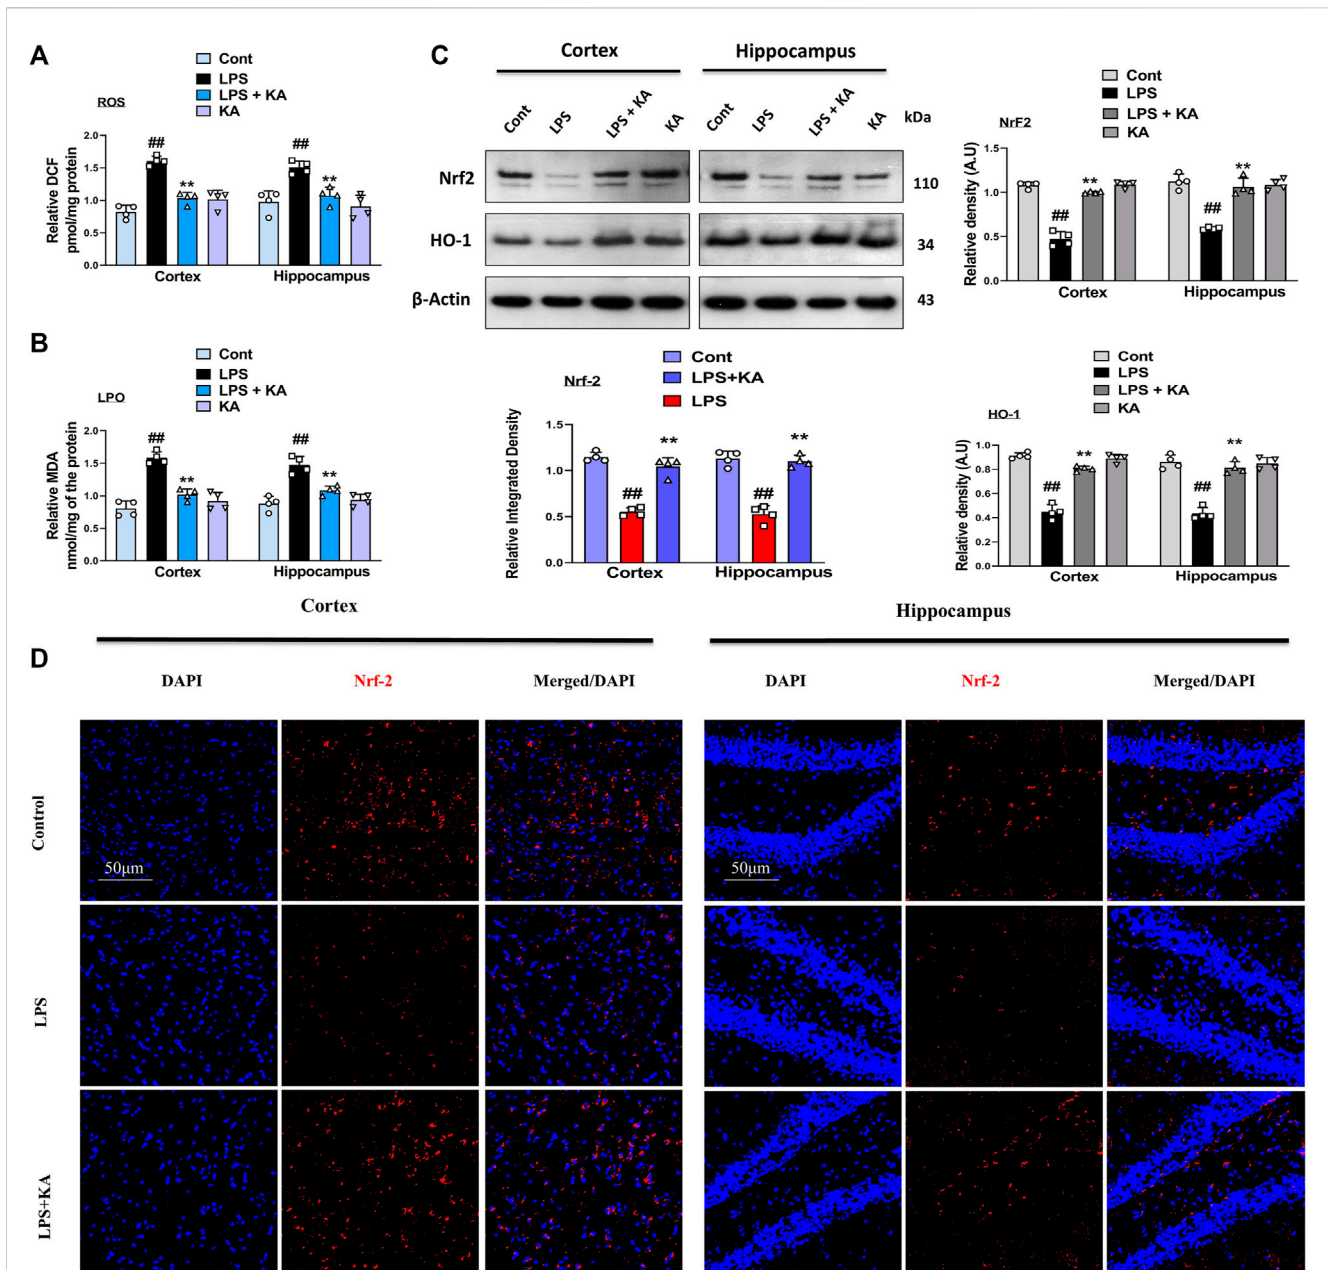 A
Cont
LPS
LPS + KA
KA
ROS
## ** ## **
Relative DCF
pmol/mg protein
2.0
1.5
1.0
0.5
0.0
Cortex Hippocampus
B
Cont
LPS
LPS + KA
KA
LPO
## ** ## **
Relative MDA
nmol/mg of the protein
2.0
1.5
1.0
0.5
0.0
Cortex Hippocampus
C
Cortex Hippocampus
Cont LPS LPS + KA KA Cont LPS LPS + KA KA kDa
Nrf2 110
HO-1 34
β-Actin 43
Cont
LPS
LPS + KA
KA
NrF2
## ** ## **
Relative density (A.U)
1.5
1.0
0.5
0.0
Cortex Hippocampus
Cont
LPS+KA
LPS
Nrf-2
## ** ## **
Relative Integrated Density
1.5
1.0
0.5
0.0
Cortex Hippocampus
Cont
LPS
LPS + KA
KA
HO-1
## ** ## **
Relative density (A.U)
1.0
0.8
0.6
0.4
0.2
0.0
Cortex Hippocampus
Cortex Hippocampus
D
DAPI Nrf-2 Merged/DAPI DAPI Nrf-2 Merged/DAPI
Control
50μm 50μm
LPS
LPS+KA